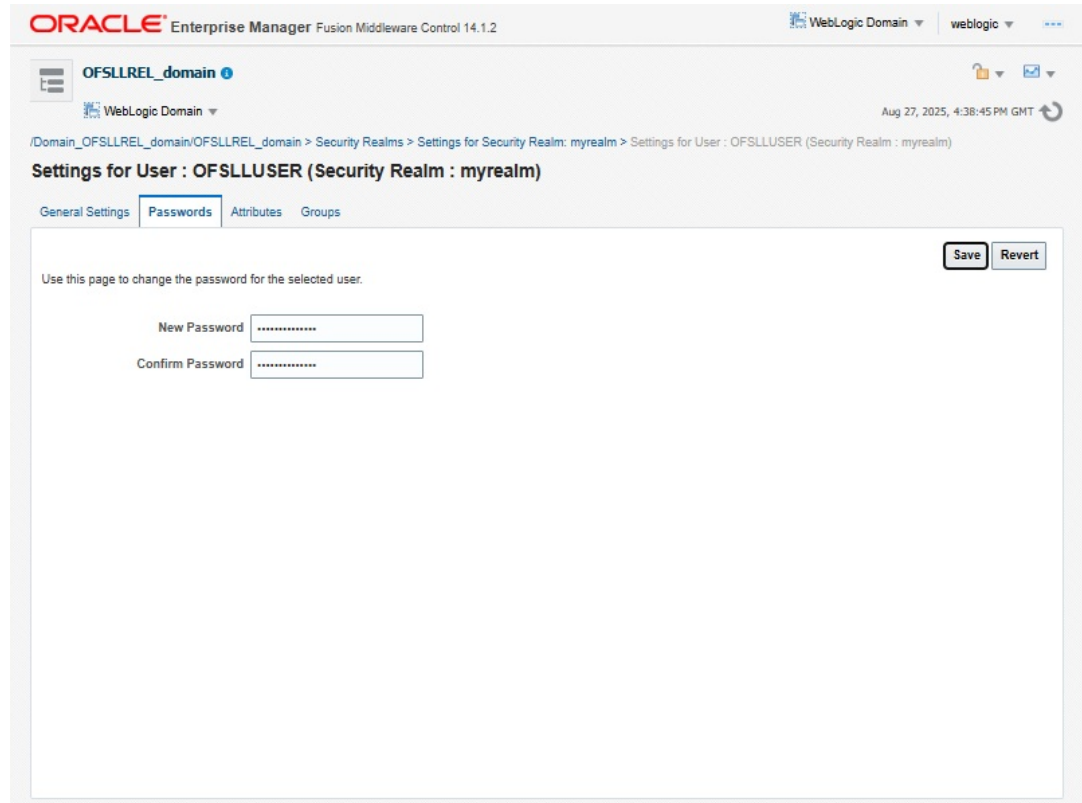 ORACLE® Enterprise Manager Fusion Middleware Control 14.1.2
WebLogic Domain
weblogic
OFSLLREL_domain
WebLogic Domain
Aug 27, 2025, 4:38:45 PM GMT
/Domain_OFSLLREL_domain/OFSLLREL_domain > Security Realms > Settings for Security Realm: myrealm > Settings for User : OFSLLUSER (Security Realm : myrealm)
Settings for User : OFSLLUSER (Security Realm : myrealm)
General Settings Passwords Attributes Groups
Save Revert
Use this page to change the password for the selected user.
New Password ••••••••••••••
Confirm Password ••••••••••••••